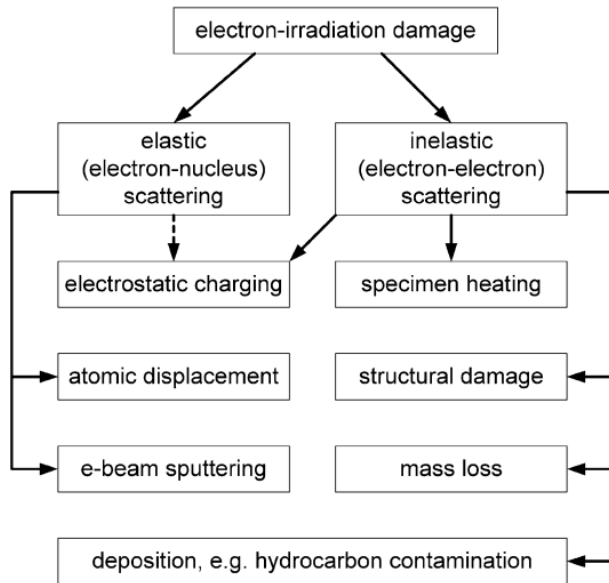 electron-irradiation damage
elastic
(electron-nucleus)
scattering
inelastic
(electron-electron)
scattering
electrostatic charging
specimen heating
atomic displacement
structural damage
e-beam sputtering
mass loss
deposition, e.g. hydrocarbon contamination